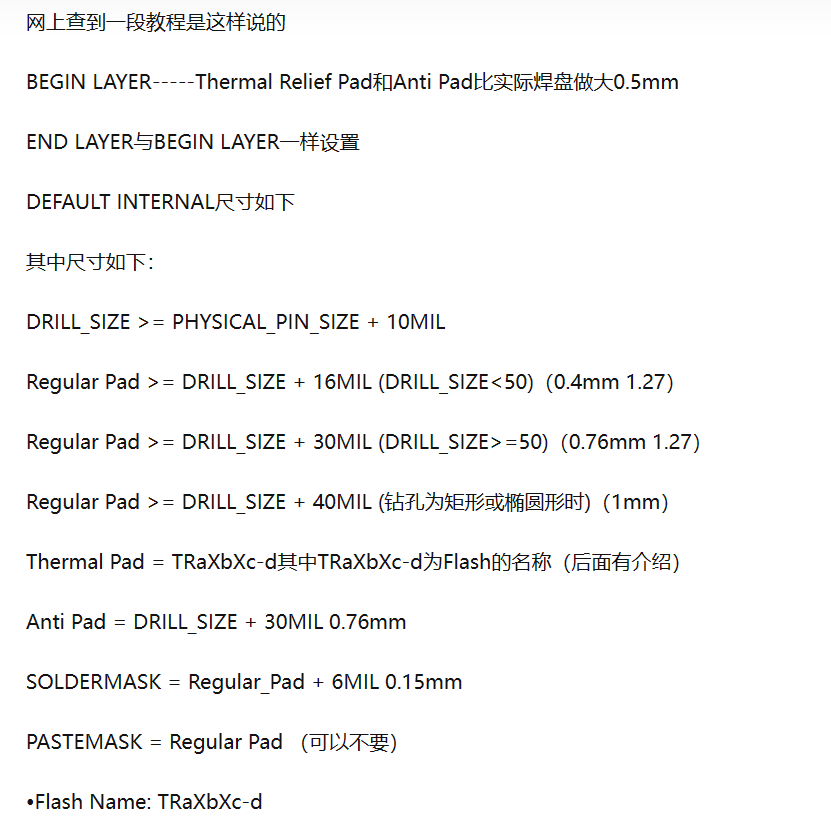 网上查到一段教程是这样说的
BEGIN LAYER-----Thermal Relief Pad和Anti Pad比实际焊盘做大0.5mm
END LAYER与BEGIN LAYER一样设置
DEFAULT INTERNAL尺寸如下
其中尺寸如下：
DRILL_SIZE >= PHYSICAL_PIN_SIZE + 10MIL
Regular Pad >= DRILL_SIZE + 16MIL (DRILL_SIZE<50)（0.4mm 1.27）
Regular Pad >= DRILL_SIZE + 30MIL (DRILL_SIZE>=50)（0.76mm 1.27）
Regular Pad >= DRILL_SIZE + 40MIL (钻孔为矩形或椭圆形时)（1mm）
Thermal Pad = TRaXbXc-d其中TRaXbXc-d为Flash的名称（后面有介绍）
Anti Pad = DRILL_SIZE + 30MIL 0.76mm
SOLDERMASK = Regular_Pad + 6MIL 0.15mm
PASTEMASK = Regular Pad （可以不要）
•Flash Name: TRaXbXc-d